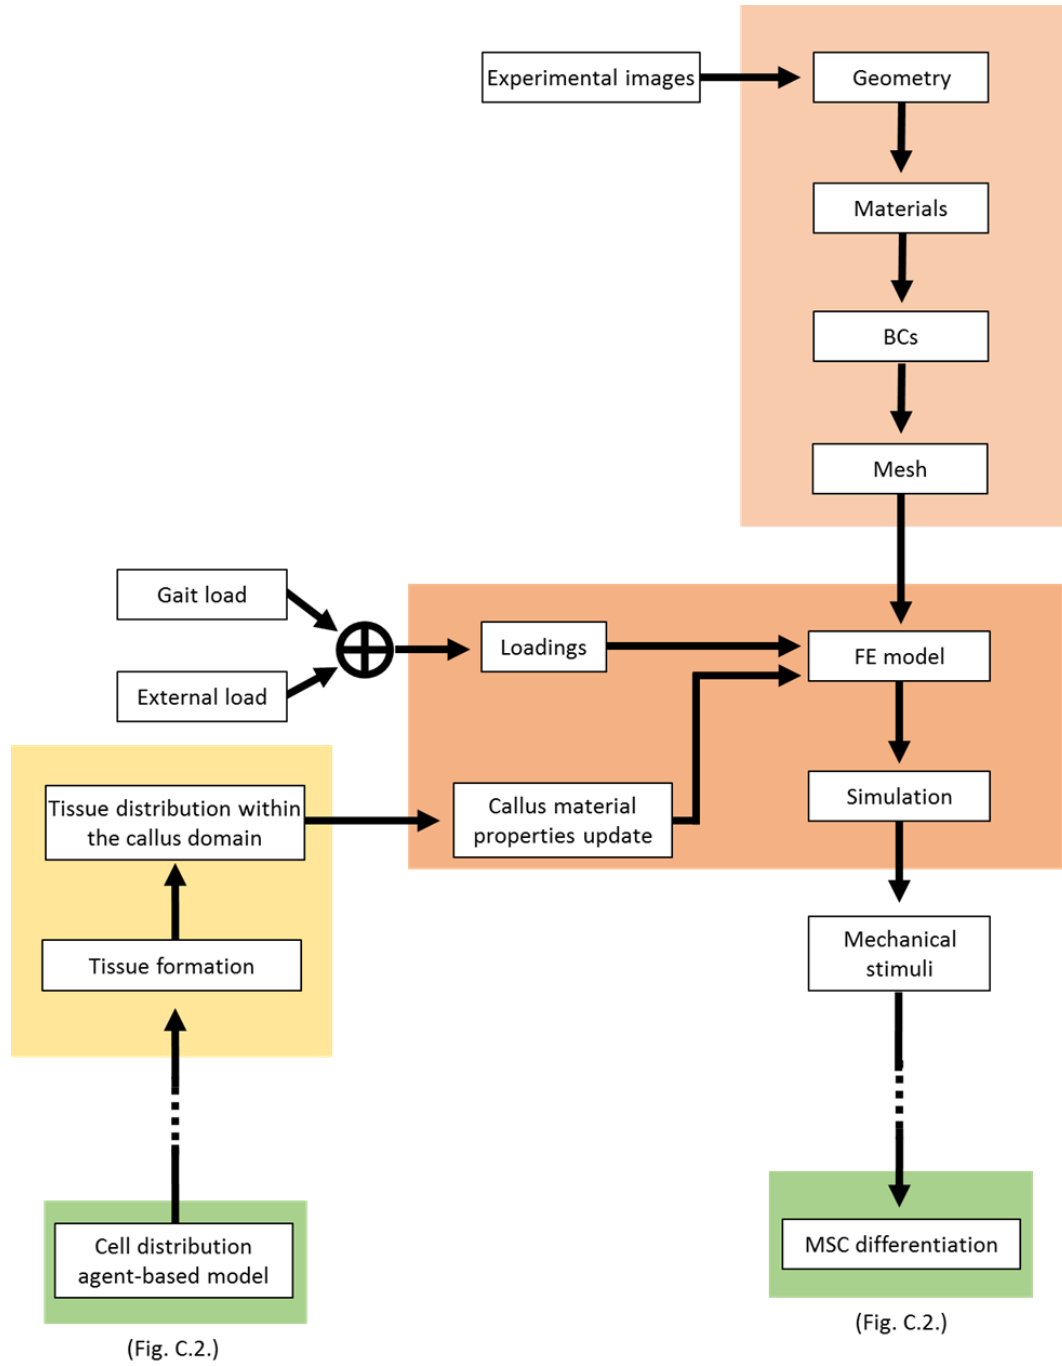 Experimental images
Geometry
Materials
BCs
Mesh
Gait load
External load
Loadings
FE model
Tissue distribution within
the callus domain
Callus material
properties update
Simulation
Tissue formation
Mechanical
stimuli
Cell distribution
agent-based model
MSC differentiation
(Fig. C.2.)
(Fig. C.2.)